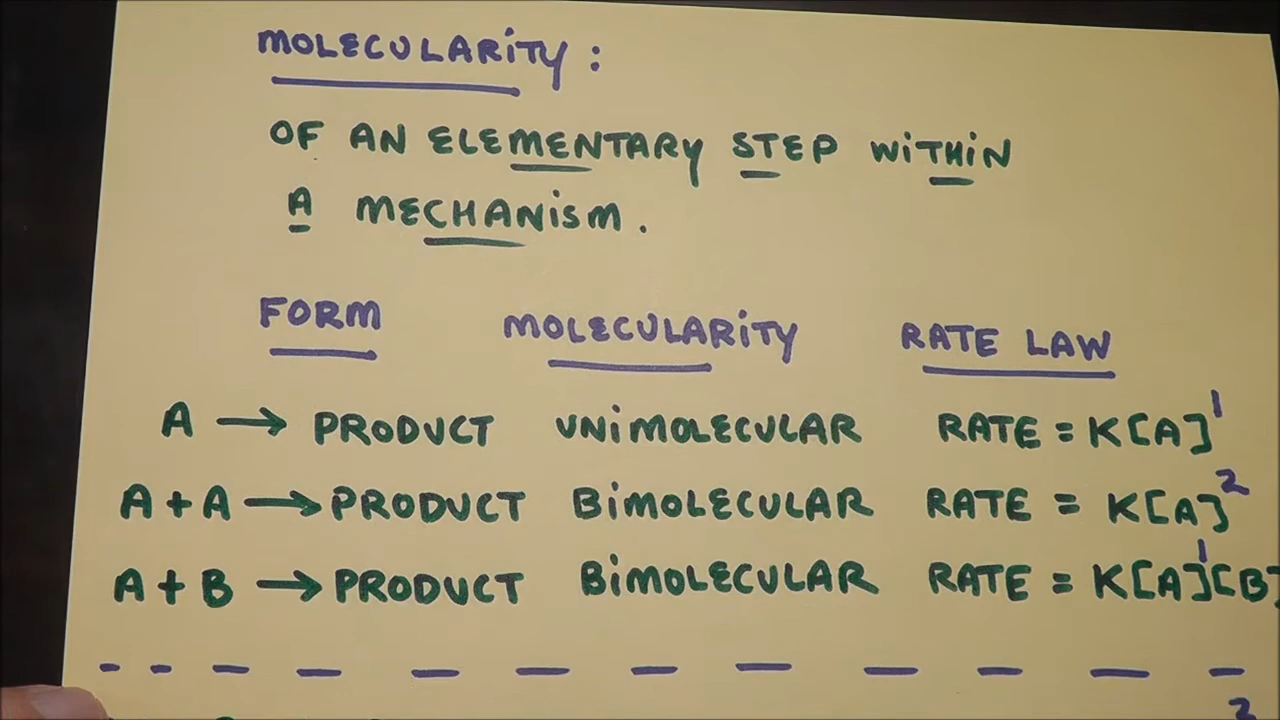 MOLECULARITY:
OF AN ELEMENTARY STEP WITHIN
A MECHANISM.
FORM MOLECULARITY RATE LAW
A → PRODUCT UNIMOLECULAR RATE = K[A]¹
A + A → PRODUCT BIMOLECULAR RATE = K[A]²
A + B → PRODUCT BIMOLECULAR RATE = K[A]¹[B]
2